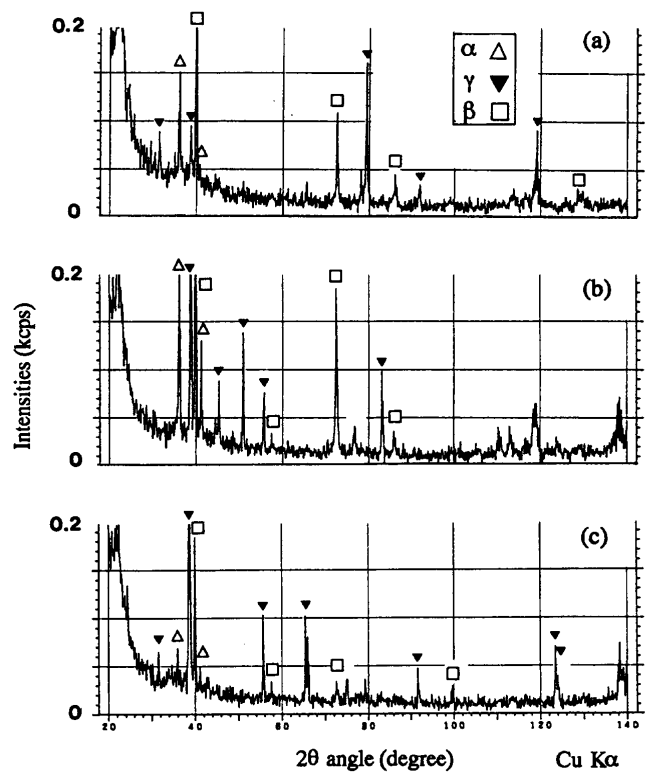 0.2
(a)
α △
γ ▼
β □
0
0.2
(b)
Intensities (kcps)
0
0.2
(c)
0
20 40 60 80 100 120 140
2θ angle (degree)
Cu Kα